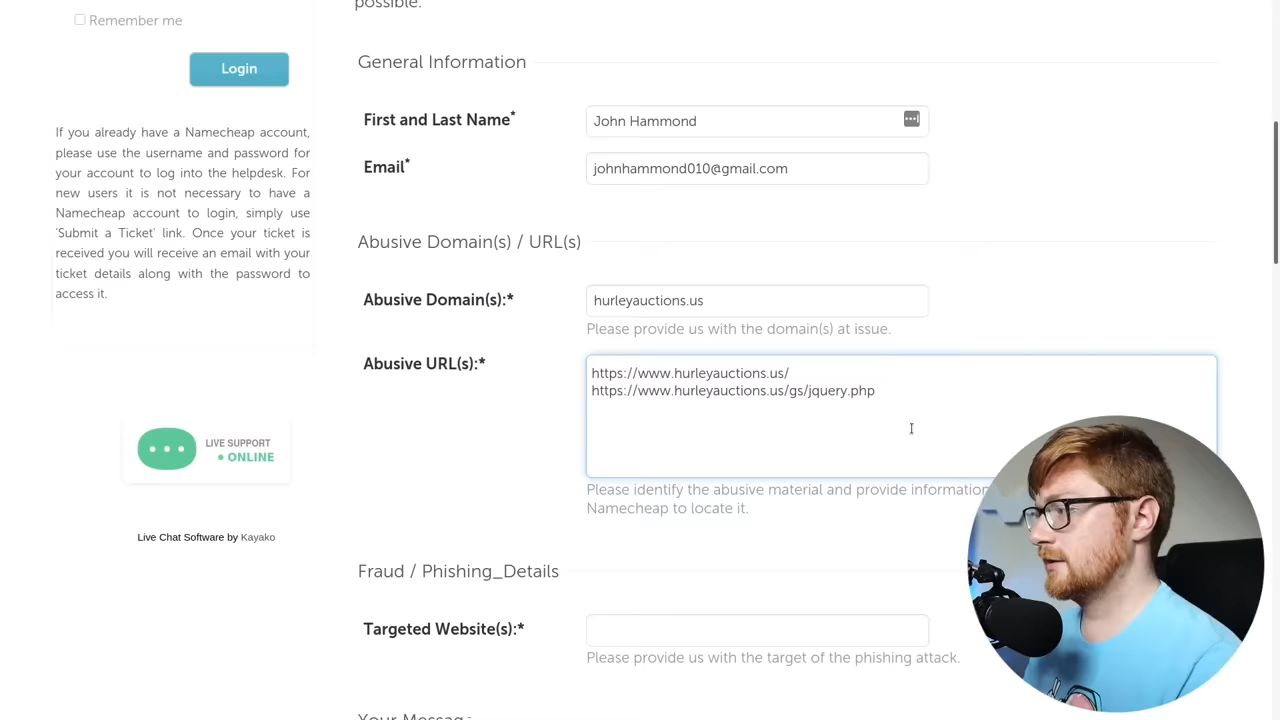 possible.
Remember me
Login
If you already have a Namecheap account,
please use the username and password for
your account to log into the helpdesk. For
new users it is not necessary to have a
Namecheap account to login, simply use
'Submit a Ticket' link. Once your ticket is
received you will receive an email with your
ticket details along with the password to
access it.
LIVE SUPPORT
• ONLINE
Live Chat Software by Kayako
General Information
First and Last Name*
John Hammond
Email*
johnhammond010@gmail.com
Abusive Domain(s) / URL(s)
Abusive Domain(s):*
hurleyauctions.us
Please provide us with the domain(s) at issue.
Abusive URL(s):*
https://www.hurleyauctions.us/
https://www.hurleyauctions.us/gs/jquery.php
Please identify the abusive material and provide information
Namecheap to locate it.
Fraud / Phishing_Details
Targeted Website(s):*
Please provide us with the target of the phishing attack.
Your Message